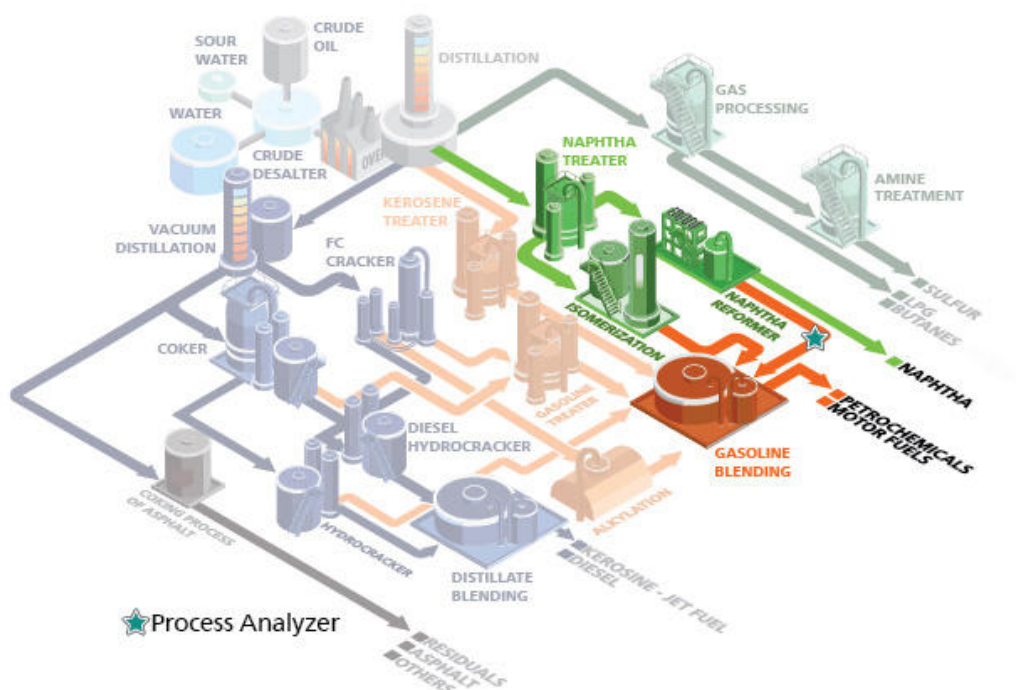 CRUDE
OIL
SOUR
WATER
DISTILLATION
WATER
GAS
PROCESSING
CRUDE
DESALTER
OVEN
NAPHTHA
TREATER
AMINE
TREATMENT
KEROSENE
TREATER
VACUUM
DISTILLATION
FC
CRACKER
SULFUR
LPG
BUTANES
NAPHTHA
REFORMER
ISOMERIZATION
COKER
NAPHTHA
PETROCHEMICALS
MOTOR FUELS
GASOLINE
TREATER
DIESEL
HYDROCRACKER
GASOLINE
BLENDING
COKING PROCESS
OF ASPHALT
ALKYLATION
HYDROCRACKER
KEROSINE - JET FUEL
DIESEL
DISTILLATE
BLENDING
Process Analyzer
RESIDUALS
ASPHALT
OTHERS